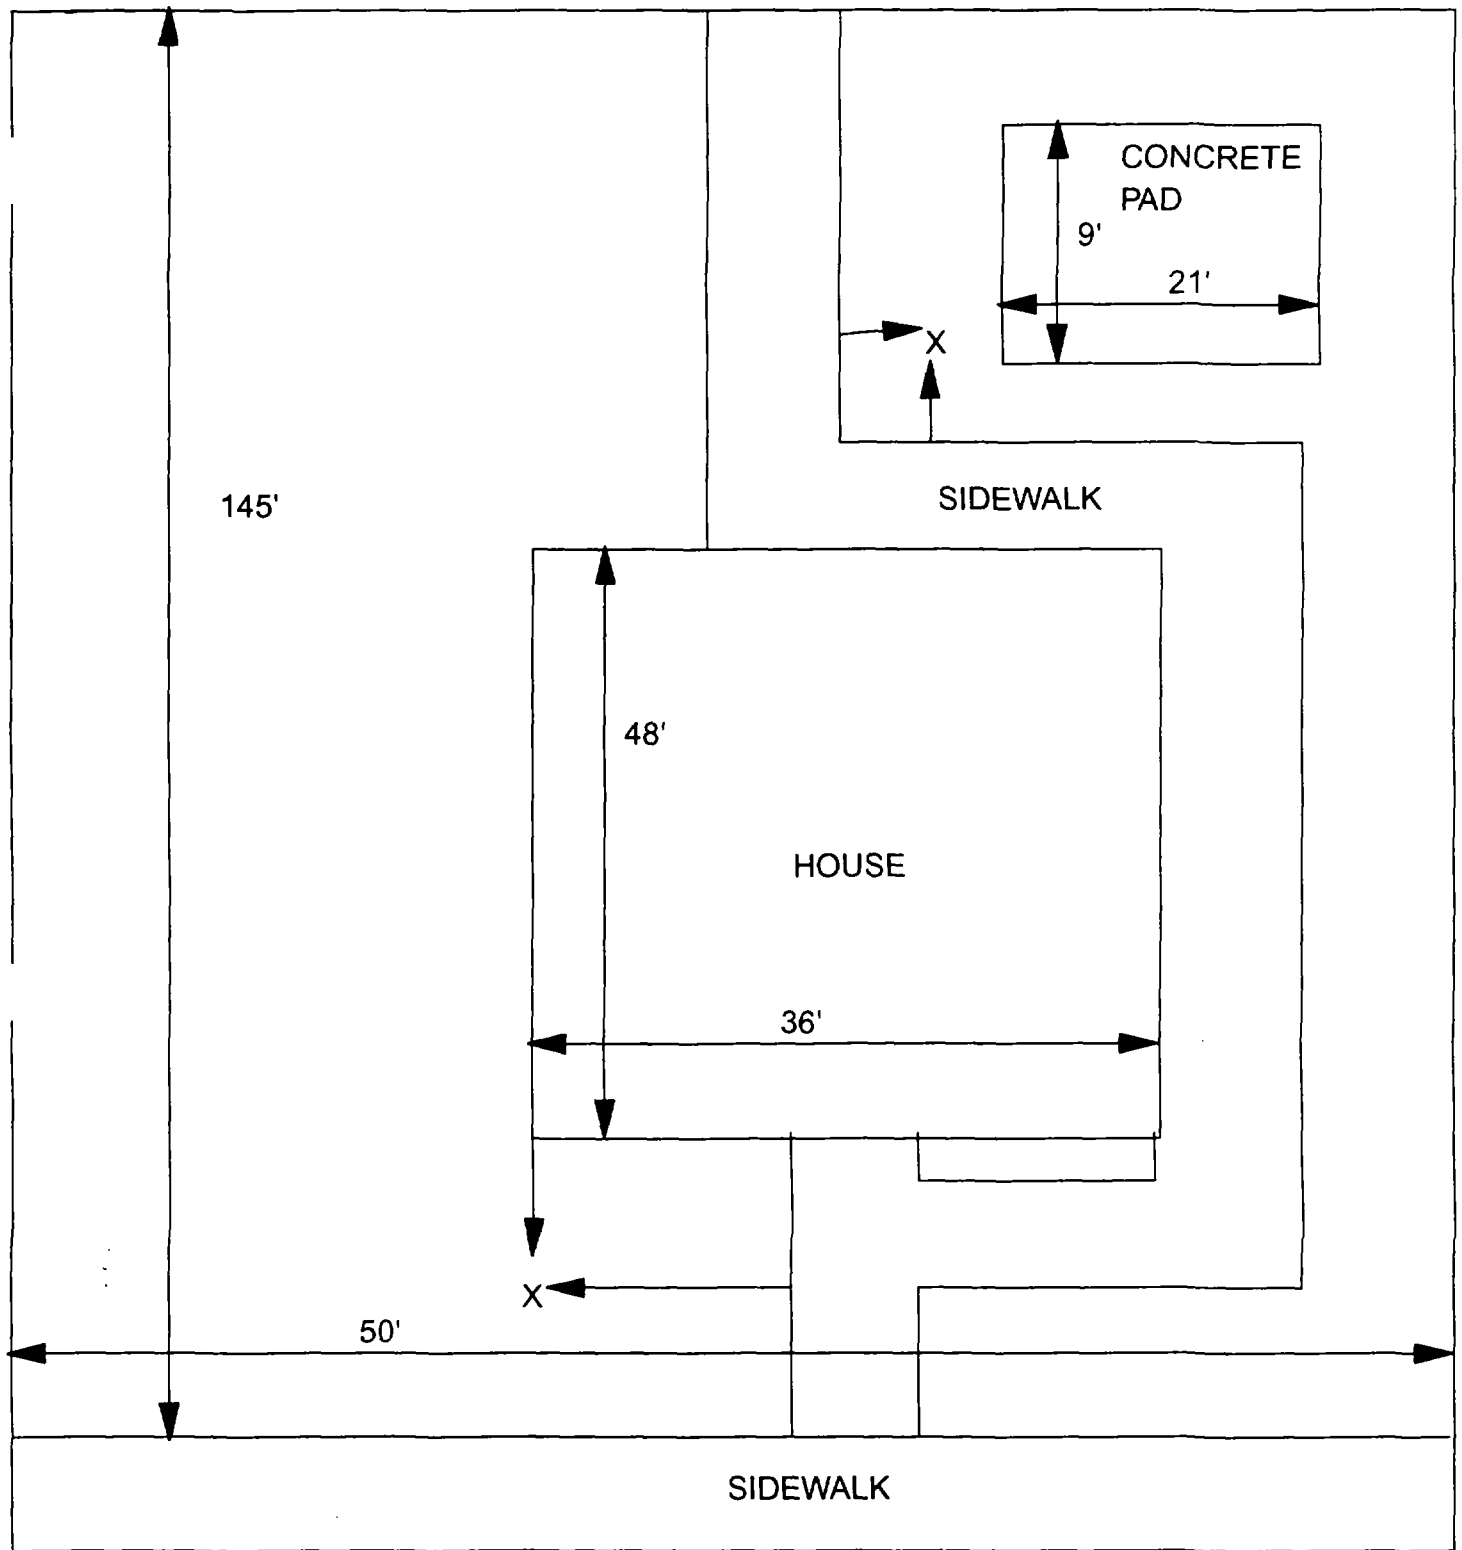 CONCRETE
PAD
9'
21'
X
145'
SIDEWALK
48'
HOUSE
36'
X
50'
SIDEWALK